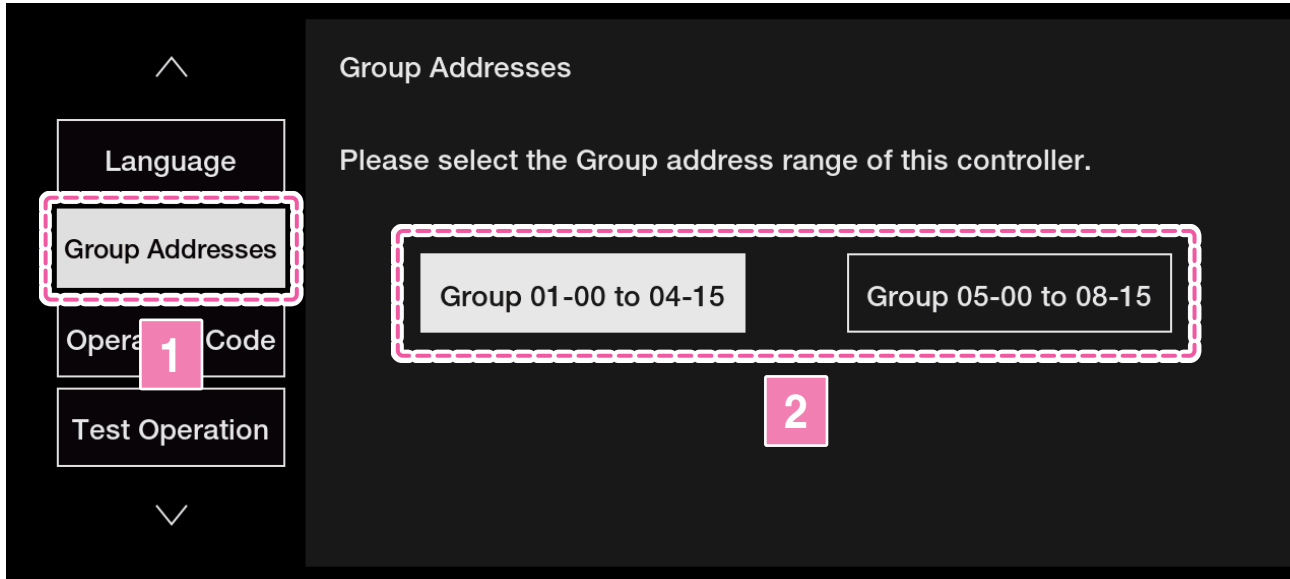 Language
Group Addresses
Opera Code
1
Test Operation
Group Addresses
Please select the Group address range of this controller.
Group 01-00 to 04-15
Group 05-00 to 08-15
2